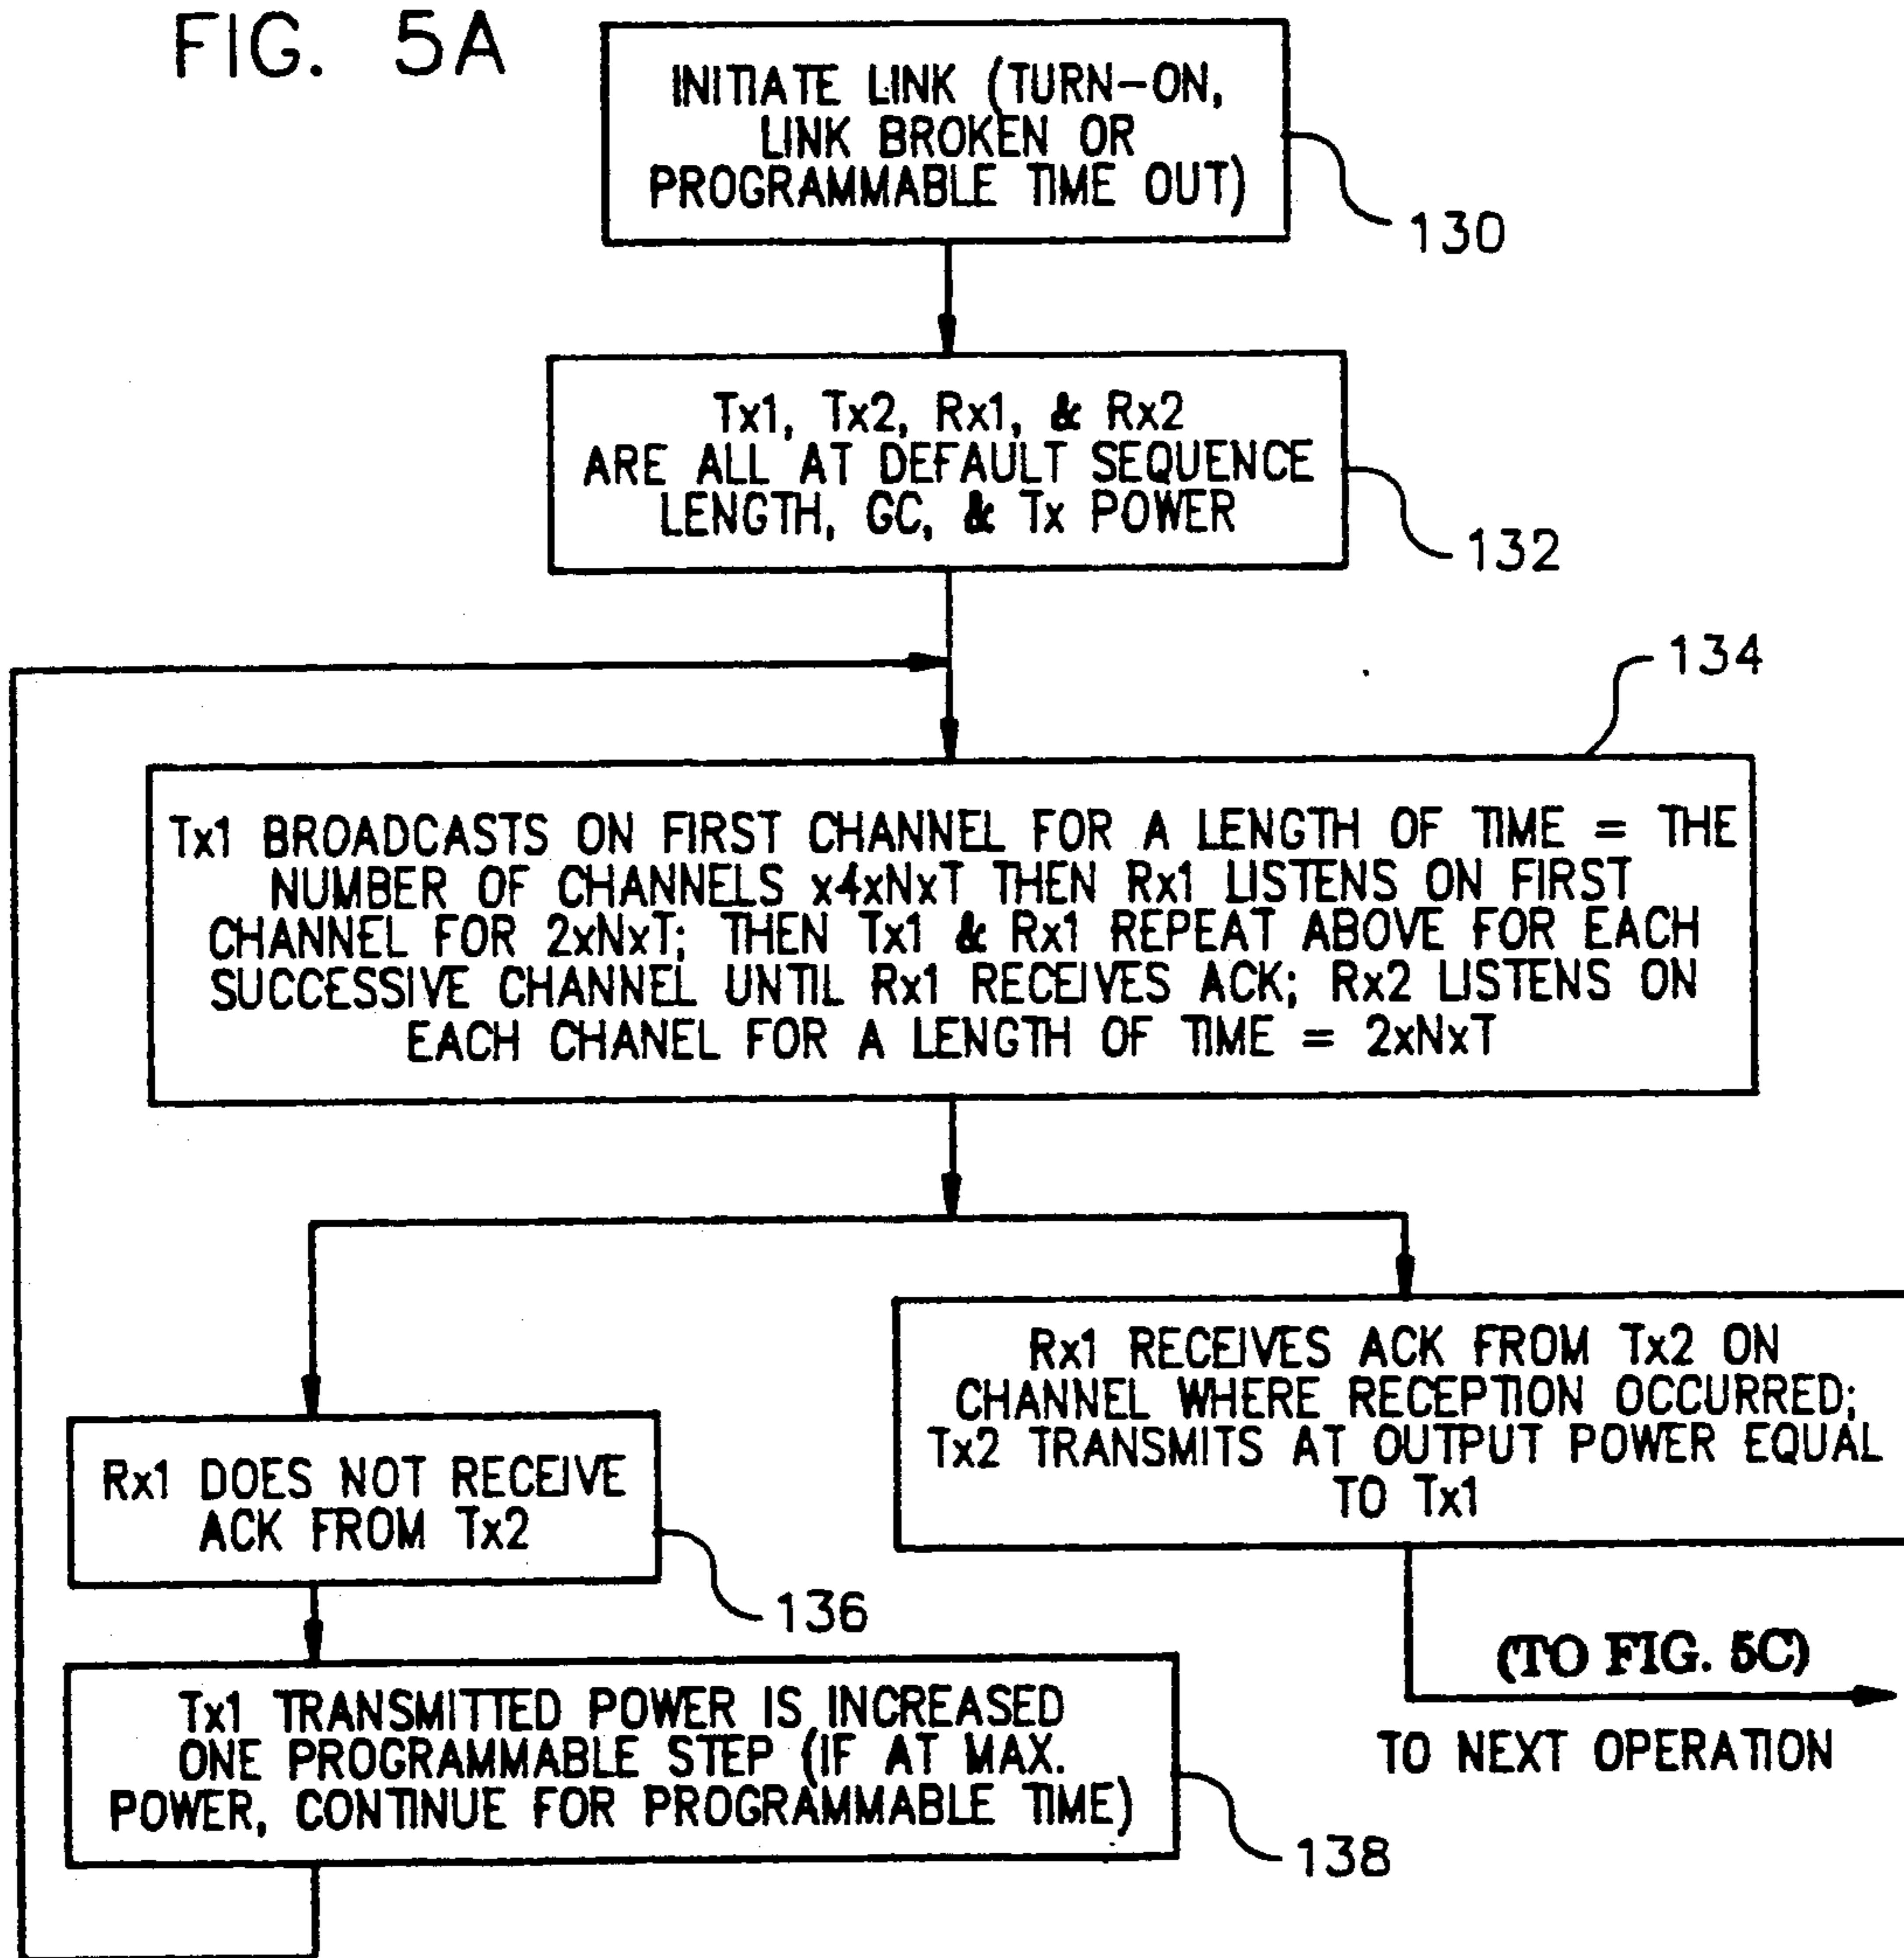 FIG. 5A
INITIATE LINK (TURN-ON,
LINK BROKEN OR
PROGRAMMABLE TIME OUT)
130
Tx1, Tx2, Rx1, & Rx2
ARE ALL AT DEFAULT SEQUENCE
LENGTH, GC, & Tx POWER
132
134
Tx1 BROADCASTS ON FIRST CHANNEL FOR A LENGTH OF TIME = THE
NUMBER OF CHANNELS x4xNxT THEN Rx1 LISTENS ON FIRST
CHANNEL FOR 2xNxT; THEN Tx1 & Rx1 REPEAT ABOVE FOR EACH
SUCCESSIVE CHANNEL UNTIL Rx1 RECEIVES ACK; Rx2 LISTENS ON
EACH CHANEL FOR A LENGTH OF TIME = 2xNxT
Rx1 RECEIVES ACK FROM Tx2 ON
CHANNEL WHERE RECEPTION OCCURRED;
Tx2 TRANSMITS AT OUTPUT POWER EQUAL
TO Tx1
Rx1 DOES NOT RECEIVE
ACK FROM Tx2
136
(TO FIG. 5C)
TO NEXT OPERATION
Tx1 TRANSMITTED POWER IS INCREASED
ONE PROGRAMMABLE STEP (IF AT MAX.
POWER, CONTINUE FOR PROGRAMMABLE TIME)
138